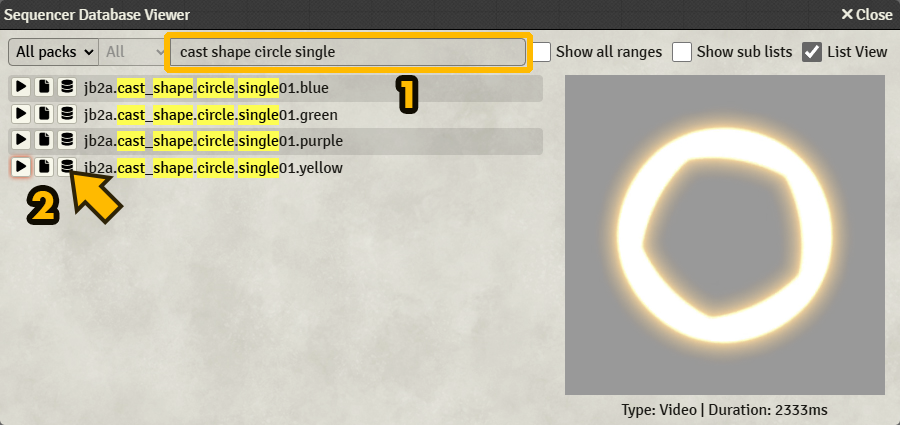 Sequencer Database Viewer
Close
All packs
All
cast shape circle single
Show all ranges
Show sub lists
List View
1
jb2a.cast_shape.circle.single01.blue
jb2a.cast_shape.circle.single01.green
jb2a.cast_shape.circle.single01.purple
jb2a.cast_shape.circle.single01.yellow
2
Type: Video | Duration: 2333ms